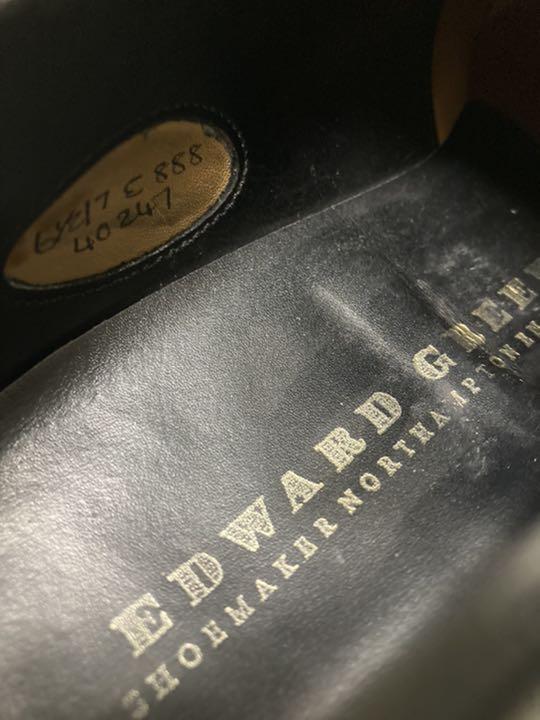 E 888
40247
EDWARD GREEN
SHOEMAKER NORTHAMPTON